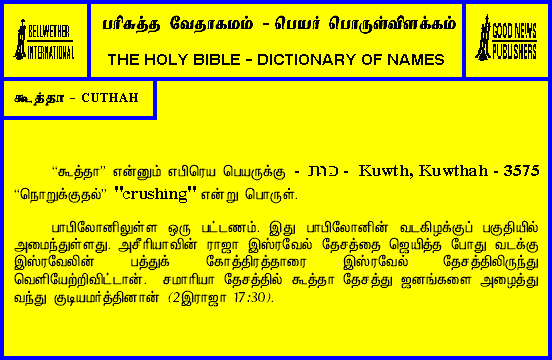 BELLWETHER
INTERNATIONAL
பரிசுத்த வேதாகமம் - பெயர் பொருள்விளக்கம்
THE HOLY BIBLE - DICTIONARY OF NAMES
GOOD NEWS
PUBLISHERS
கூத்தா - CUTHAH
“கூத்தா” என்னும் எபிரெய பெயருக்கு - כות - Kuwth, Kuwthah - 3575
“நொறுக்குதல்” "crushing" என்று பொருள்.
பாபிலோனிலுள்ள ஒரு பட்டணம். இது பாபிலோனின் வடகிழக்குப் பகுதியில்
அமைந்துள்ளது. அசீரியாவின் ராஜா இஸ்ரவேல் தேசத்தை ஜெயித்த போது வடக்கு
இஸ்ரவேலின் பத்துக் கோத்திரத்தாரை இஸ்ரவேல் தேசத்திலிருந்து
வெளியேற்றிவிட்டான். சமாரியா தேசத்தில் கூத்தா தேசத்து ஜனங்களை அழைத்து
வந்து குடியமர்த்தினான் (2இராஜா 17:30).